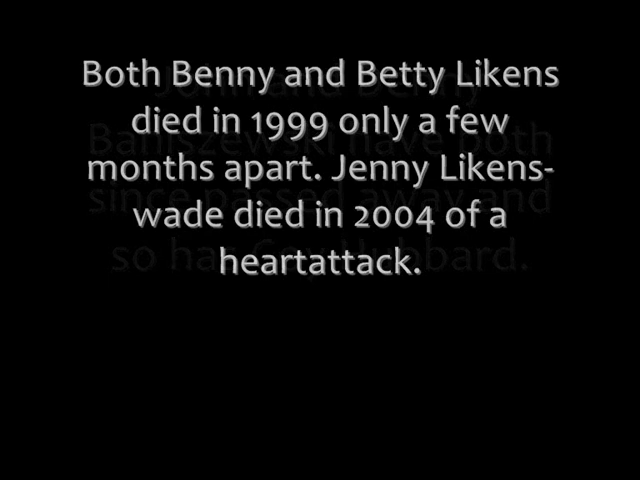 Both Benny and Betty Likens
died in 1999 only a few
months apart. Jenny Likens-
wade died in 2004 of a
heartattack.